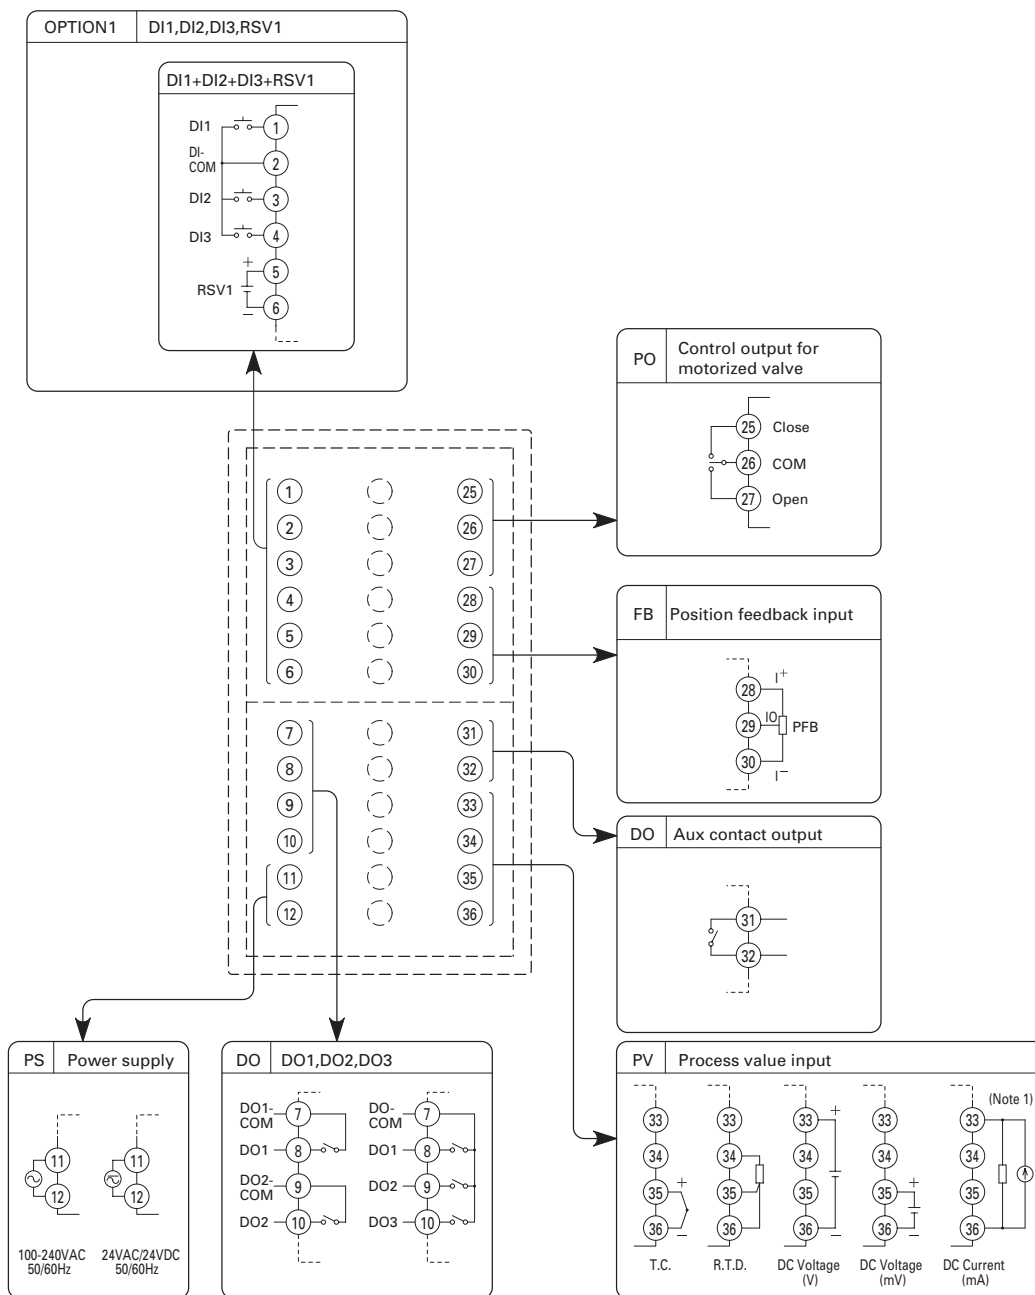 OPTION1 DI1,DI2,DI3,RSV1
DI1+DI2+DI3+RSV1
DI1 1
DI-
COM 2
DI2 3
DI3 4
+ 5
RSV1
− 6
PO Control output for
motorized valve
25 Close
26 COM
27 Open
1 25
2 26
3 27
4 28
5 29
6 30
7 31
8 32
9 33
10 34
11 35
12 36
FB Position feedback input
28 I+
29 I0 PFB
30 I−
DO Aux contact output
31
32
PS Power supply
11 11
12 12
100-240VAC 24VAC/24VDC
50/60Hz 50/60Hz
DO DO1,DO2,DO3
DO1-
COM 7 DO-
COM 7
DO1 8 DO1 8
DO2-
COM 9 DO2 9
DO2 10 DO3 10
PV Process value input
(Note 1)
33 33 33 + 33 33
34 34 34 34 34
35 + 35 35 35 + 35
36 − 36 36 − 36 − 36
T.C. R.T.D. DC Voltage
(V) DC Voltage
(mV) DC Current
(mA)